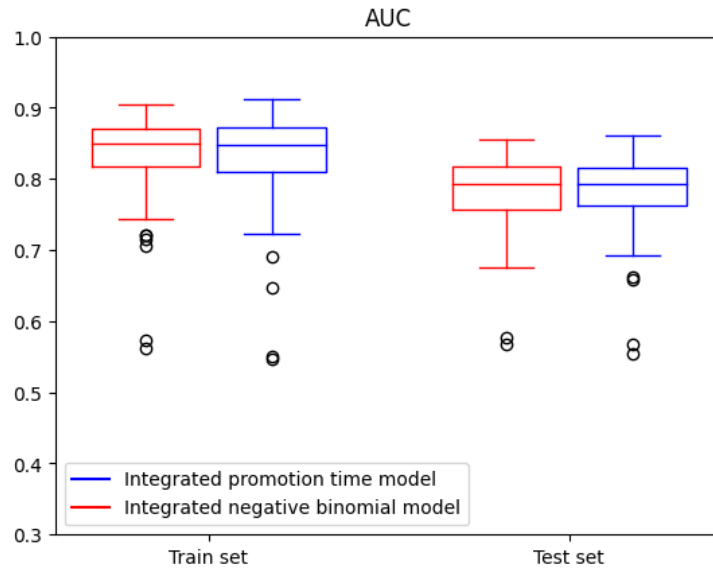 AUC
1.0
0.9
0.8
0.7
0.6
0.5
0.4
0.3
Integrated promotion time model
Integrated negative binomial model
Train set
Test set